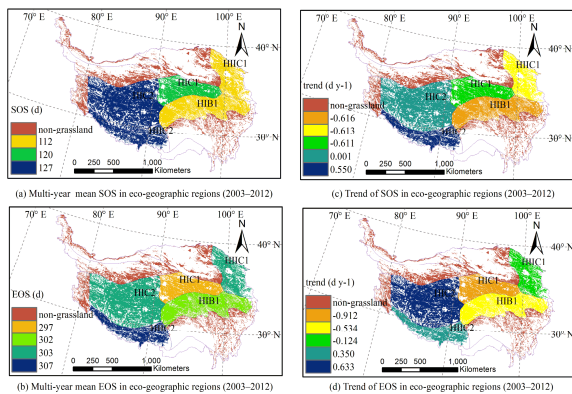 70° E
80° E
90° E
100° E
N
(a)
40° N
HIIC1
HIC1
HIB1
SOS (d)
non-grassland
112
120
127
30° N
0 250 500 1,000
Kilometers
(a) Multi-year mean SOS in eco-geographic regions (2003–2012)
70° E
80° E
90° E
100° E
N
(c)
40° N
HIIC1
HIC1
HIC2
HIB1
trend (d y-1)
non-grassland
-0.616
-0.613
-0.611
0.001
0.550
30° N
0 250 500 1,000
Kilometers
(c) Trend of SOS in eco-geographic regions (2003–2012)
70° E
80° E
90° E
100° E
N
40° N
HIIC1
HIC1
HIC2
HIB1
EOS (d)
non-grassland
297
302
303
307
30° N
0 250 500 1,000
Kilometers
(b) Multi-year mean EOS in eco-geographic regions (2003–2012)
70° E
80° E
90° E
100° E
N
40° N
HIIC1
HIC1
HIC2
HIB1
trend (d y-1)
non-grassland
-0.912
-0.534
-0.124
0.350
0.633
30° N
0 250 500 1,000
Kilometers
(d) Trend of EOS in eco-geographic regions (2003–2012)